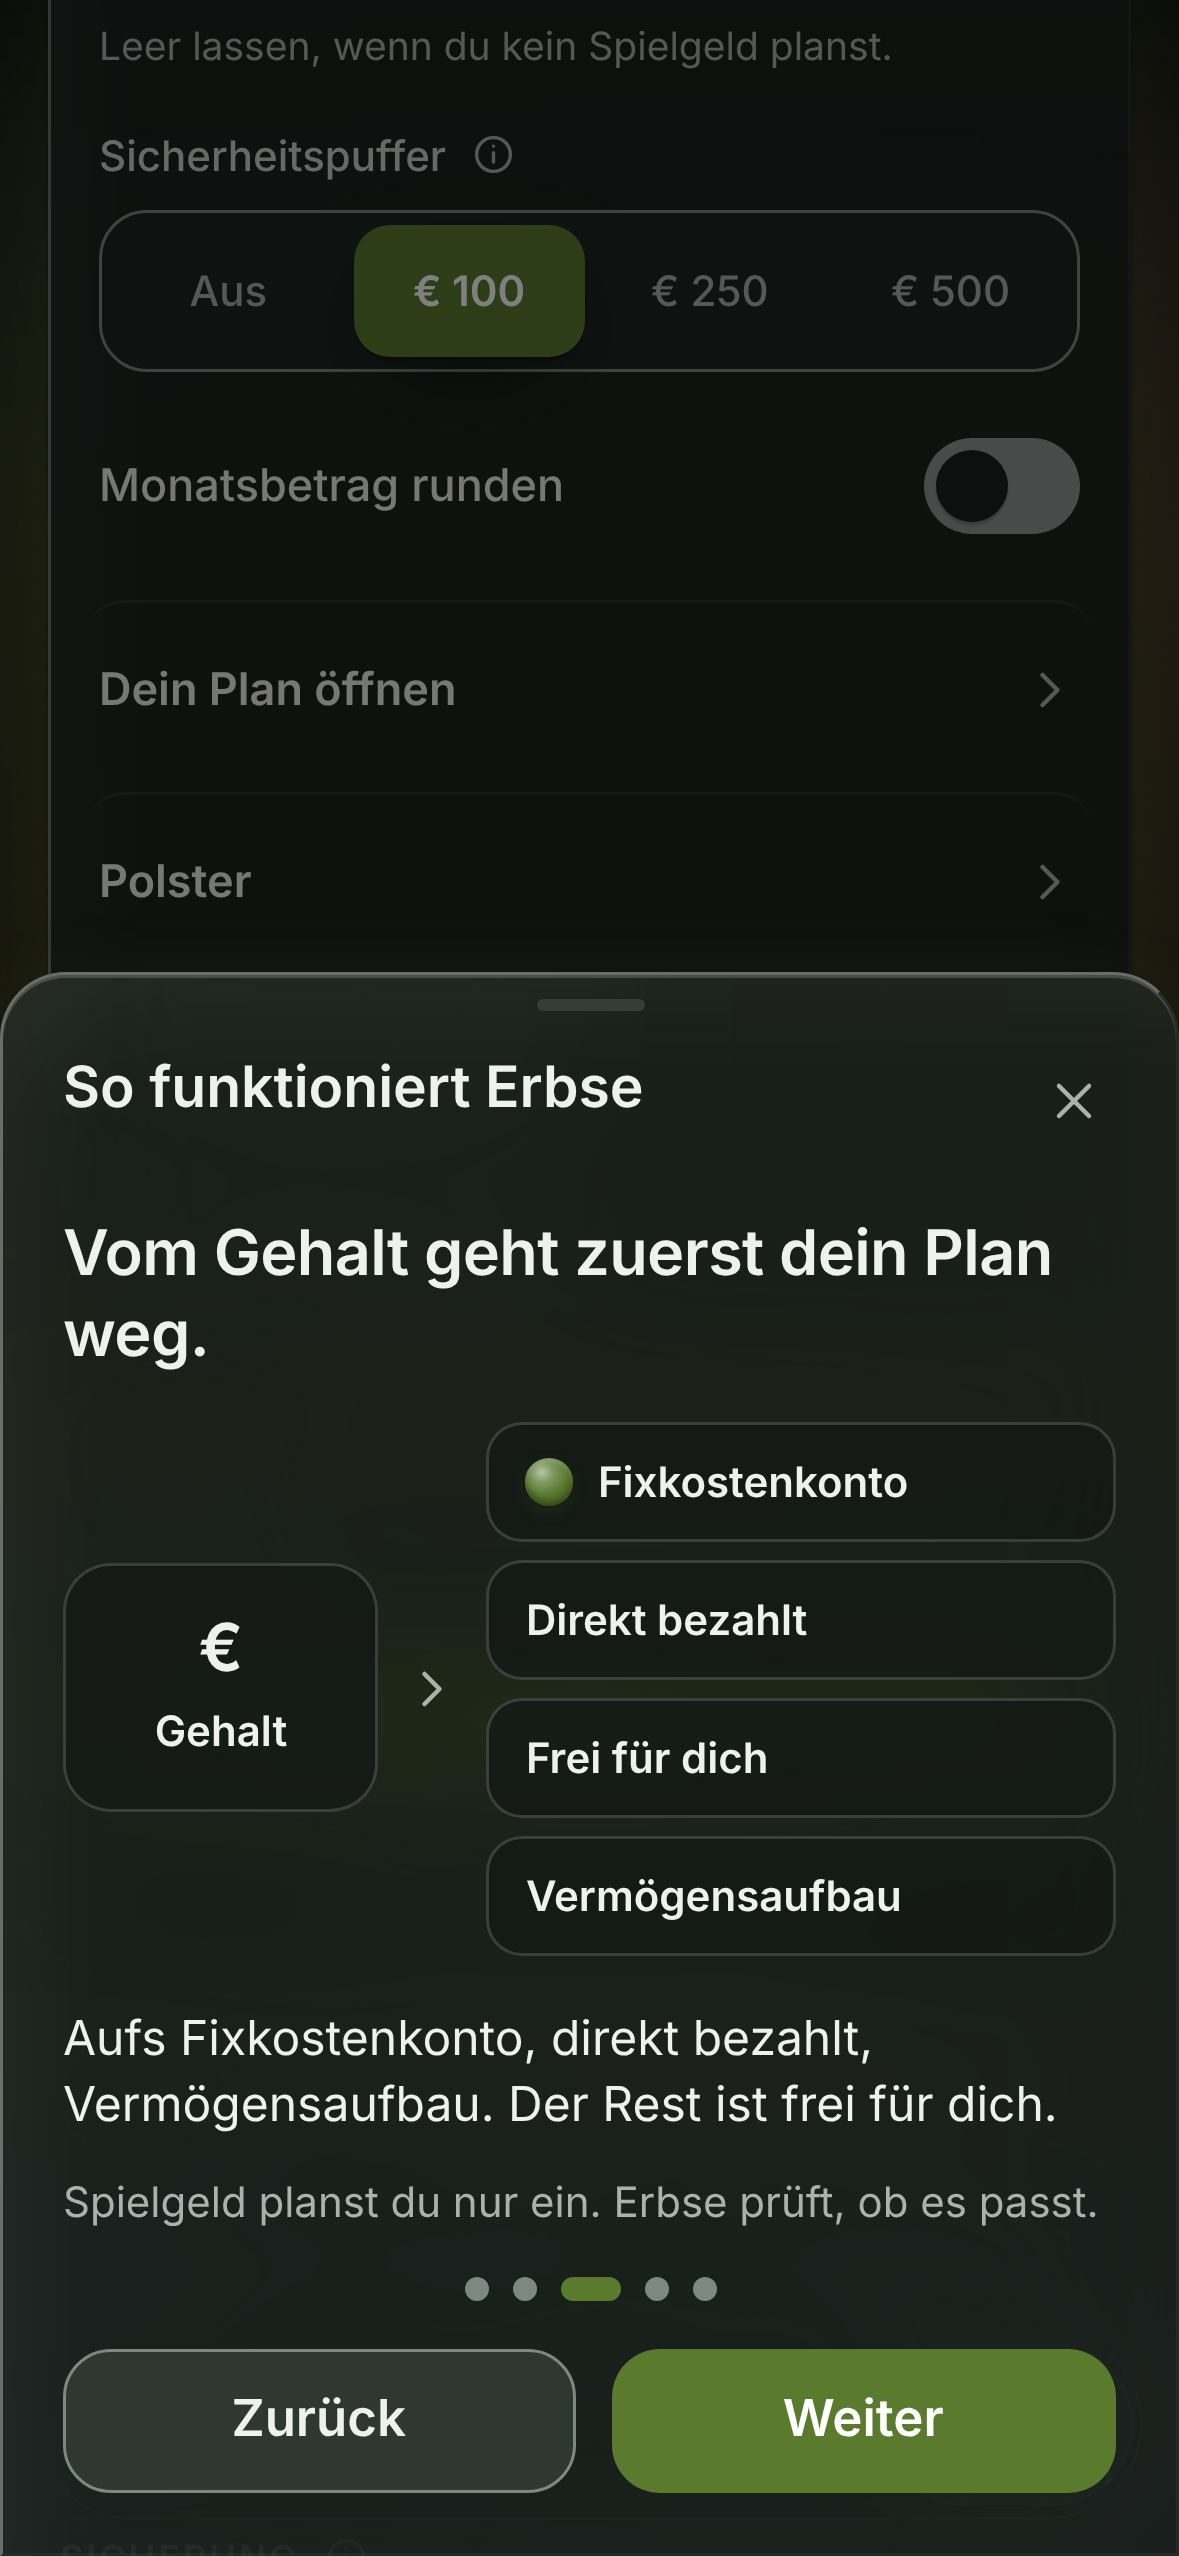 Leer lassen, wenn du kein Spielgeld planst.
Sicherheitspuffer
Aus
€ 100
€ 250
€ 500
Monatsbetrag runden
Dein Plan öffnen
Polster
So funktioniert Erbse
Vom Gehalt geht zuerst dein Plan
weg.
Fixkostenkonto
Direkt bezahlt
€
Gehalt
Frei für dich
Vermögensaufbau
Aufs Fixkostenkonto, direkt bezahlt,
Vermögensaufbau. Der Rest ist frei für dich.
Spielgeld planst du nur ein. Erbse prüft, ob es passt.
Zurück
Weiter